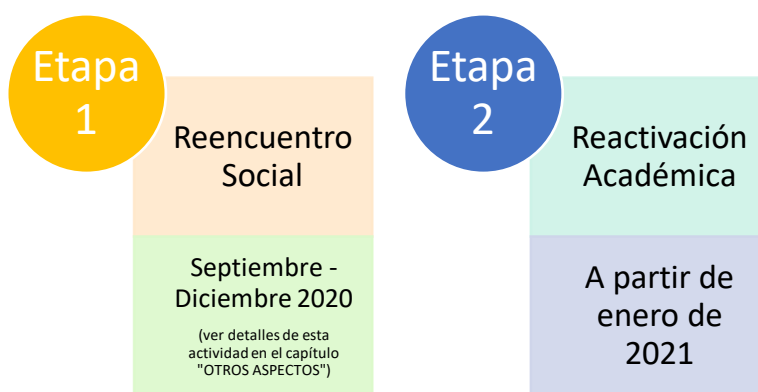 Etapa
1
Reencuentro
Social
Septiembre -
Diciembre 2020
(ver detalles de esta
actividad en el capítulo
"OTROS ASPECTOS")
Etapa
2
Reactivación
Académica
A partir de
enero de
2021